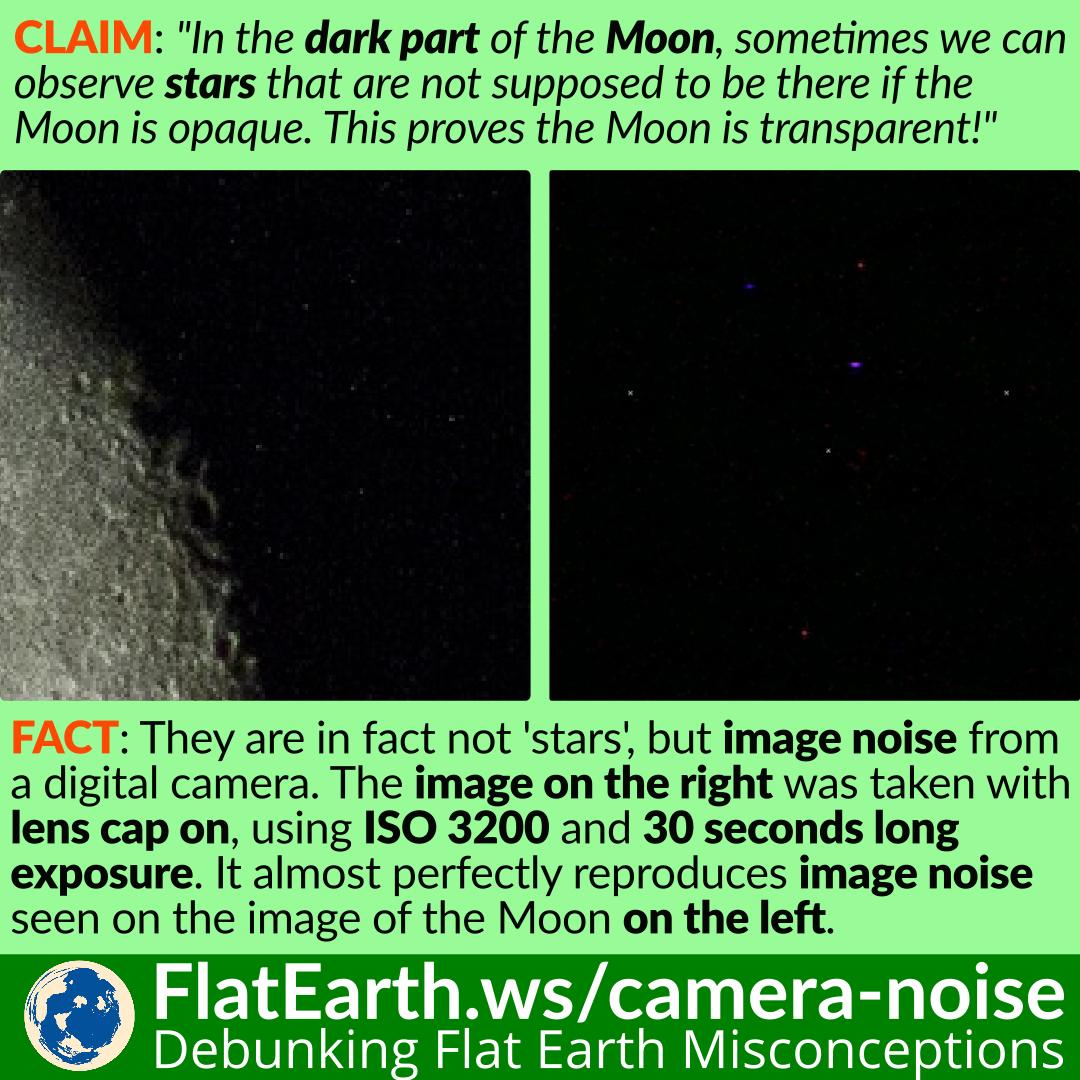 CLAIM: "In the dark part of the Moon, sometimes we can
observe stars that are not supposed to be there if the
Moon is opaque. This proves the Moon is transparent!"
FACT: They are in fact not 'stars', but image noise from
a digital camera. The image on the right was taken with
lens cap on, using ISO 3200 and 30 seconds long
exposure. It almost perfectly reproduces image noise
seen on the image of the Moon on the left.
FlatEarth.ws/camera-noise
Debunking Flat Earth Misconceptions